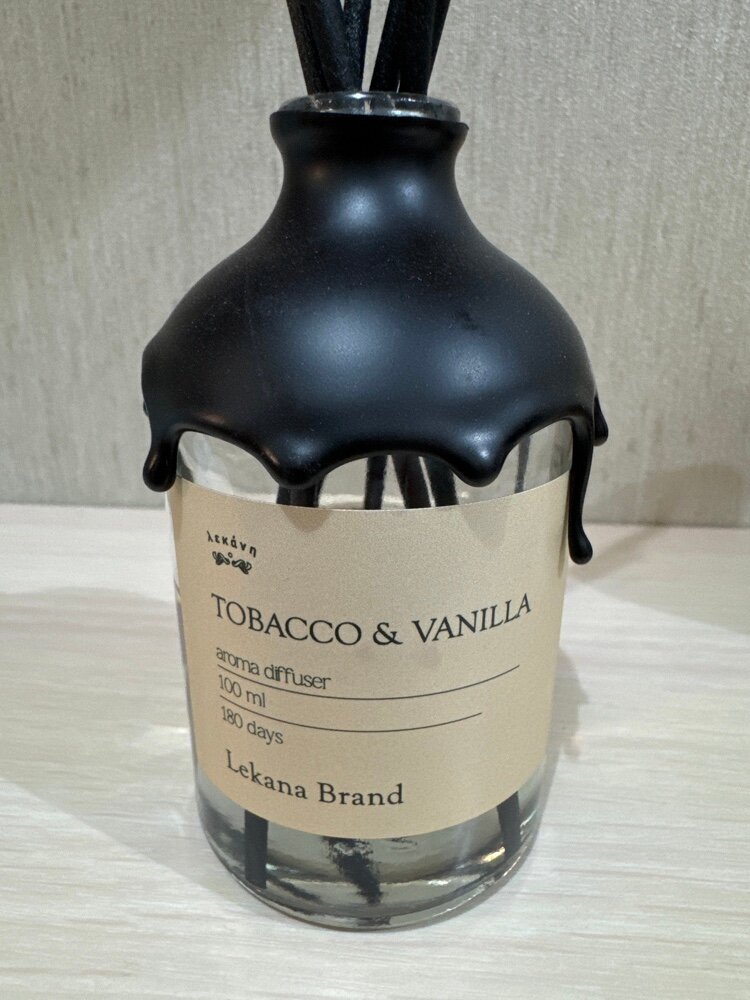 λεκάνη
TOBACCO & VANILLA
aroma diffuser
100 ml
180 days
Lekana Brand